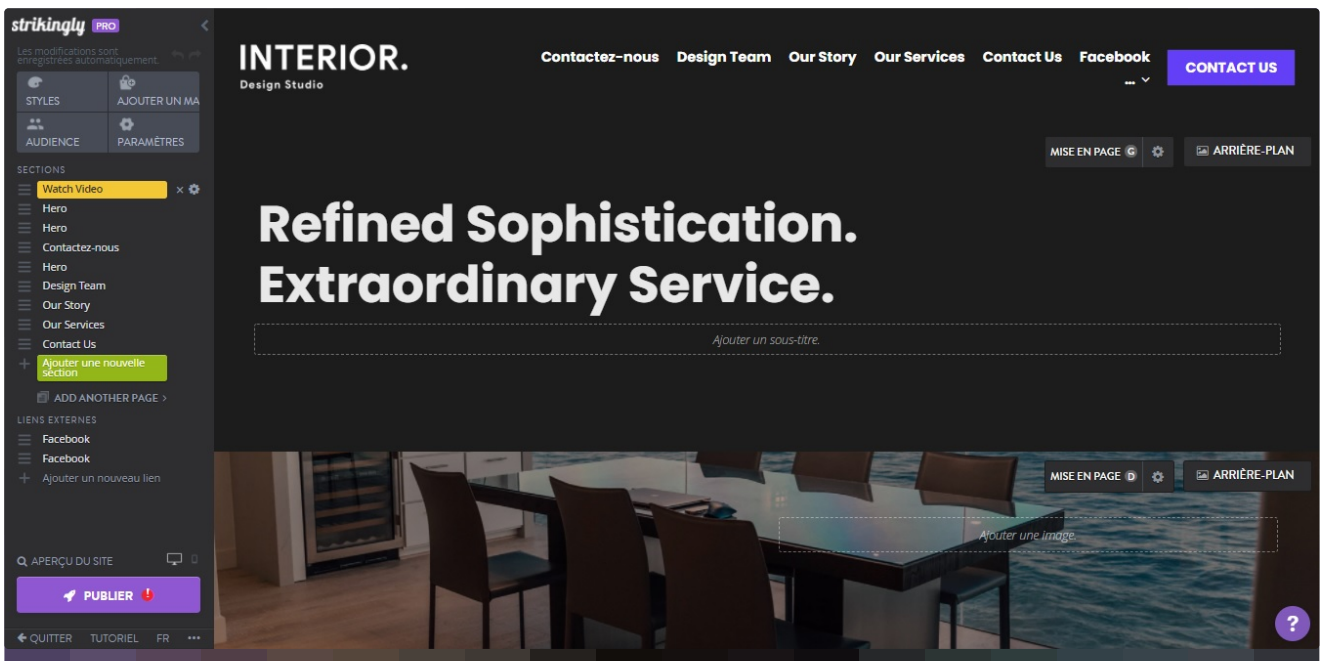 strikingly PRO
Les modifications sont
enregistrées automatiquement.
STYLES
AJOUTER UN MA
AUDIENCE
PARAMÈTRES
SECTIONS
Watch Video
Hero
Hero
Contactez-nous
Hero
Design Team
Our Story
Our Services
Contact Us
Ajouter une nouvelle
section
ADD ANOTHER PAGE >
LIENS EXTERNES
Facebook
Facebook
Ajouter un nouveau lien
APERÇU DU SITE
PUBLIER !
QUITTER TUTORIEL FR •••
INTERIOR.
Design Studio
Contactez-nous Design Team Our Story Our Services Contact Us Facebook
...
CONTACT US
MISE EN PAGE G
ARRIÈRE-PLAN
Refined Sophistication.
Extraordinary Service.
Ajouter un sous-titre.
MISE EN PAGE D
ARRIÈRE-PLAN
Ajouter une image.
?